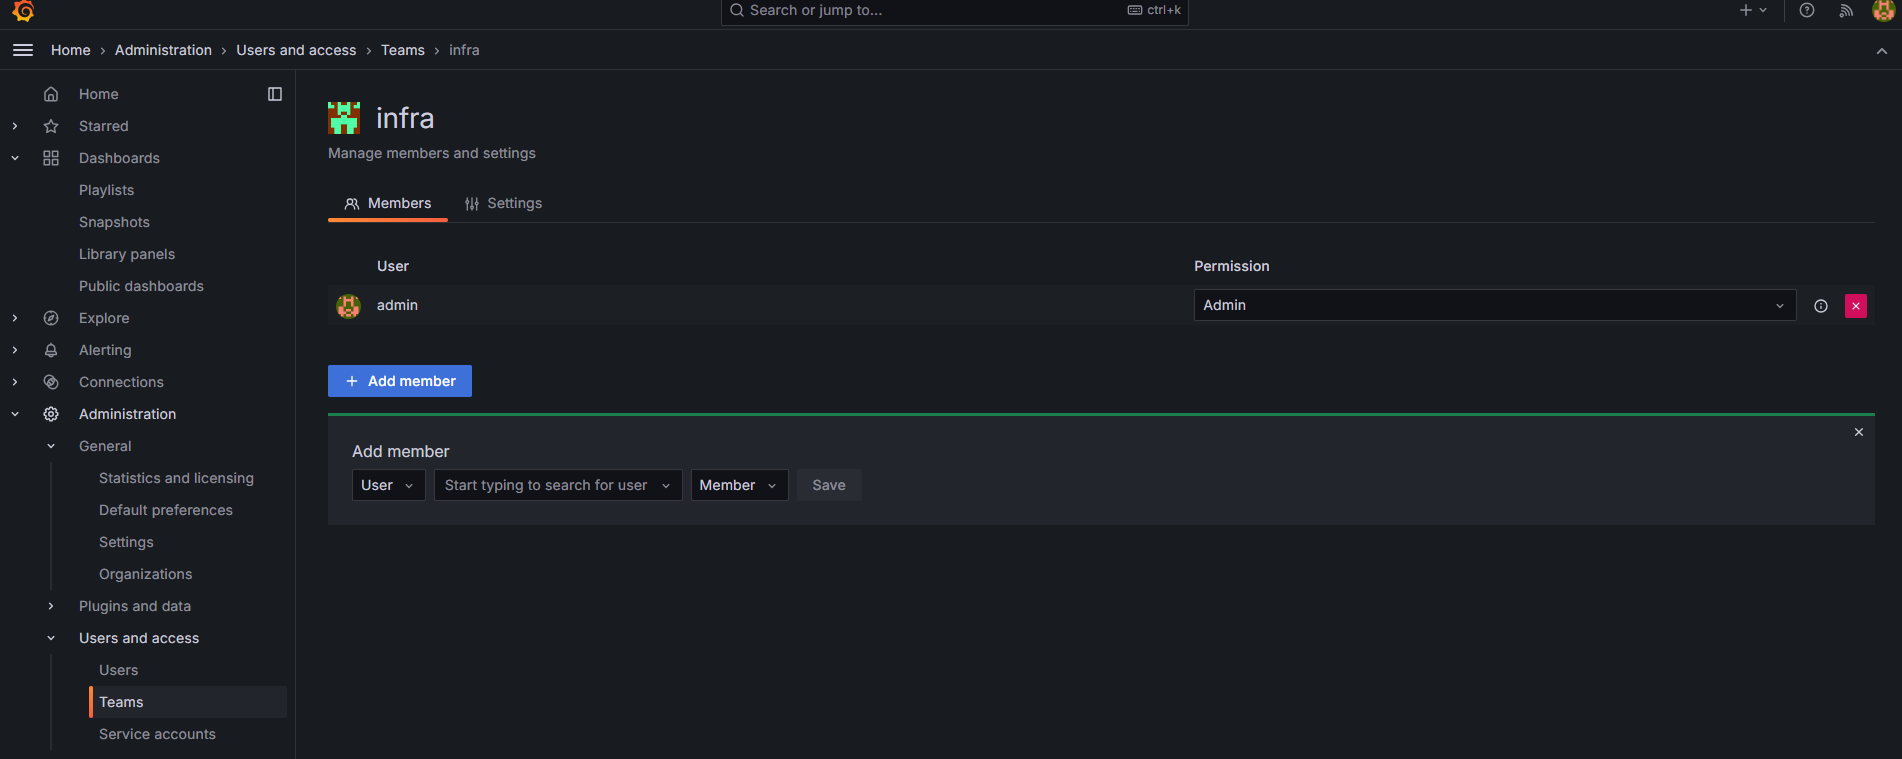 Search or jump to... ctrl+k
Home › Administration › Users and access › Teams › infra
Home
Starred
Dashboards
Playlists
Snapshots
Library panels
Public dashboards
Explore
Alerting
Connections
Administration
General
Statistics and licensing
Default preferences
Settings
Organizations
Plugins and data
Users and access
Users
Teams
Service accounts
infra
Manage members and settings
Members Settings
User Permission
admin Admin
+ Add member
Add member
User Start typing to search for user Member Save